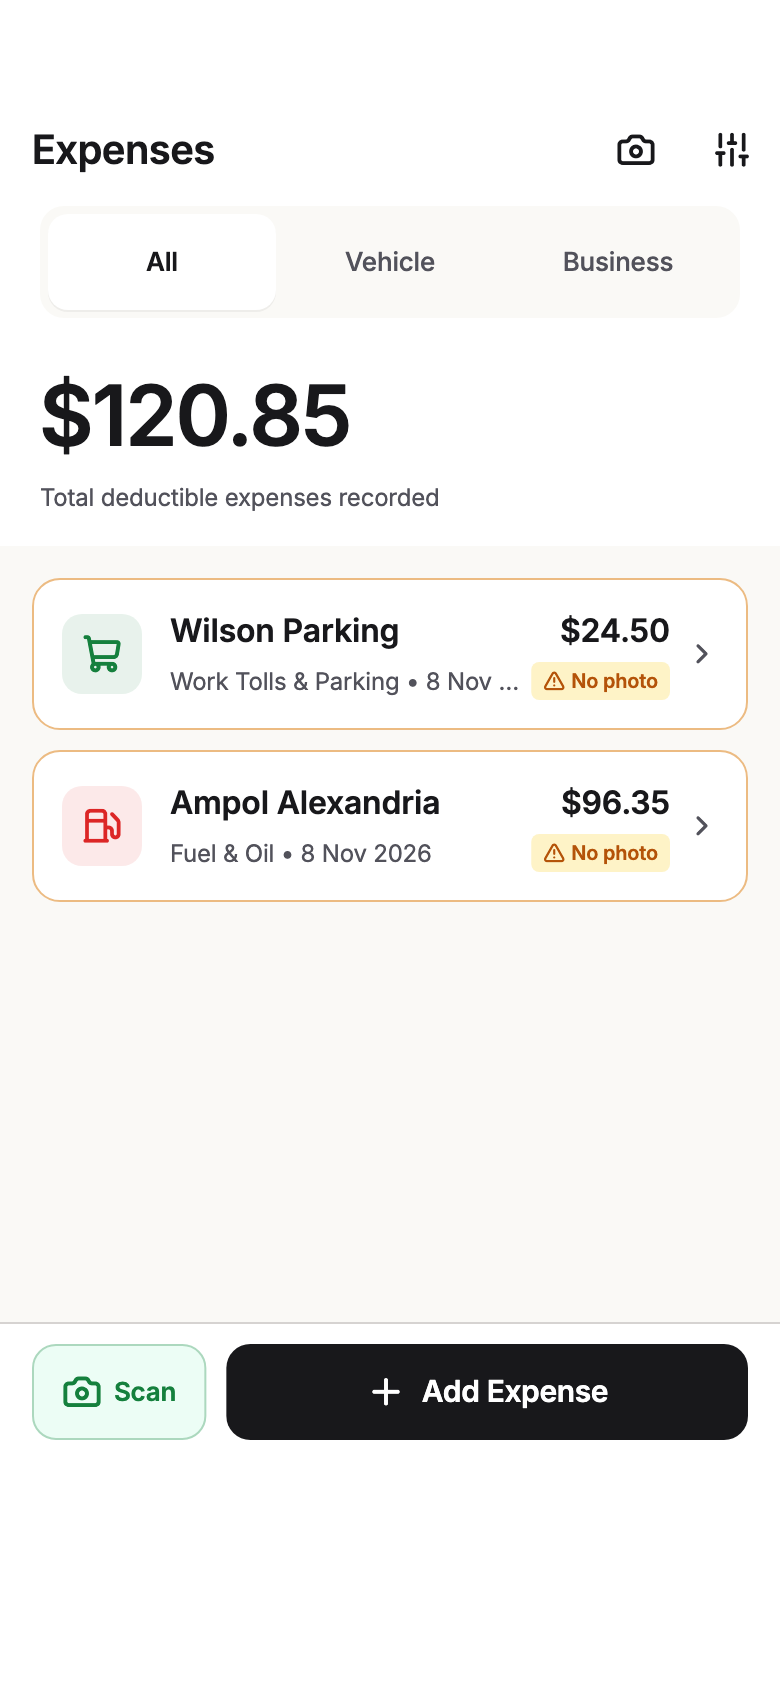 Expenses
All
Vehicle
Business
$120.85
Total deductible expenses recorded
Wilson Parking
$24.50
Work Tolls & Parking • 8 Nov ...
No photo
Ampol Alexandria
$96.35
Fuel & Oil • 8 Nov 2026
No photo
Scan
Add Expense